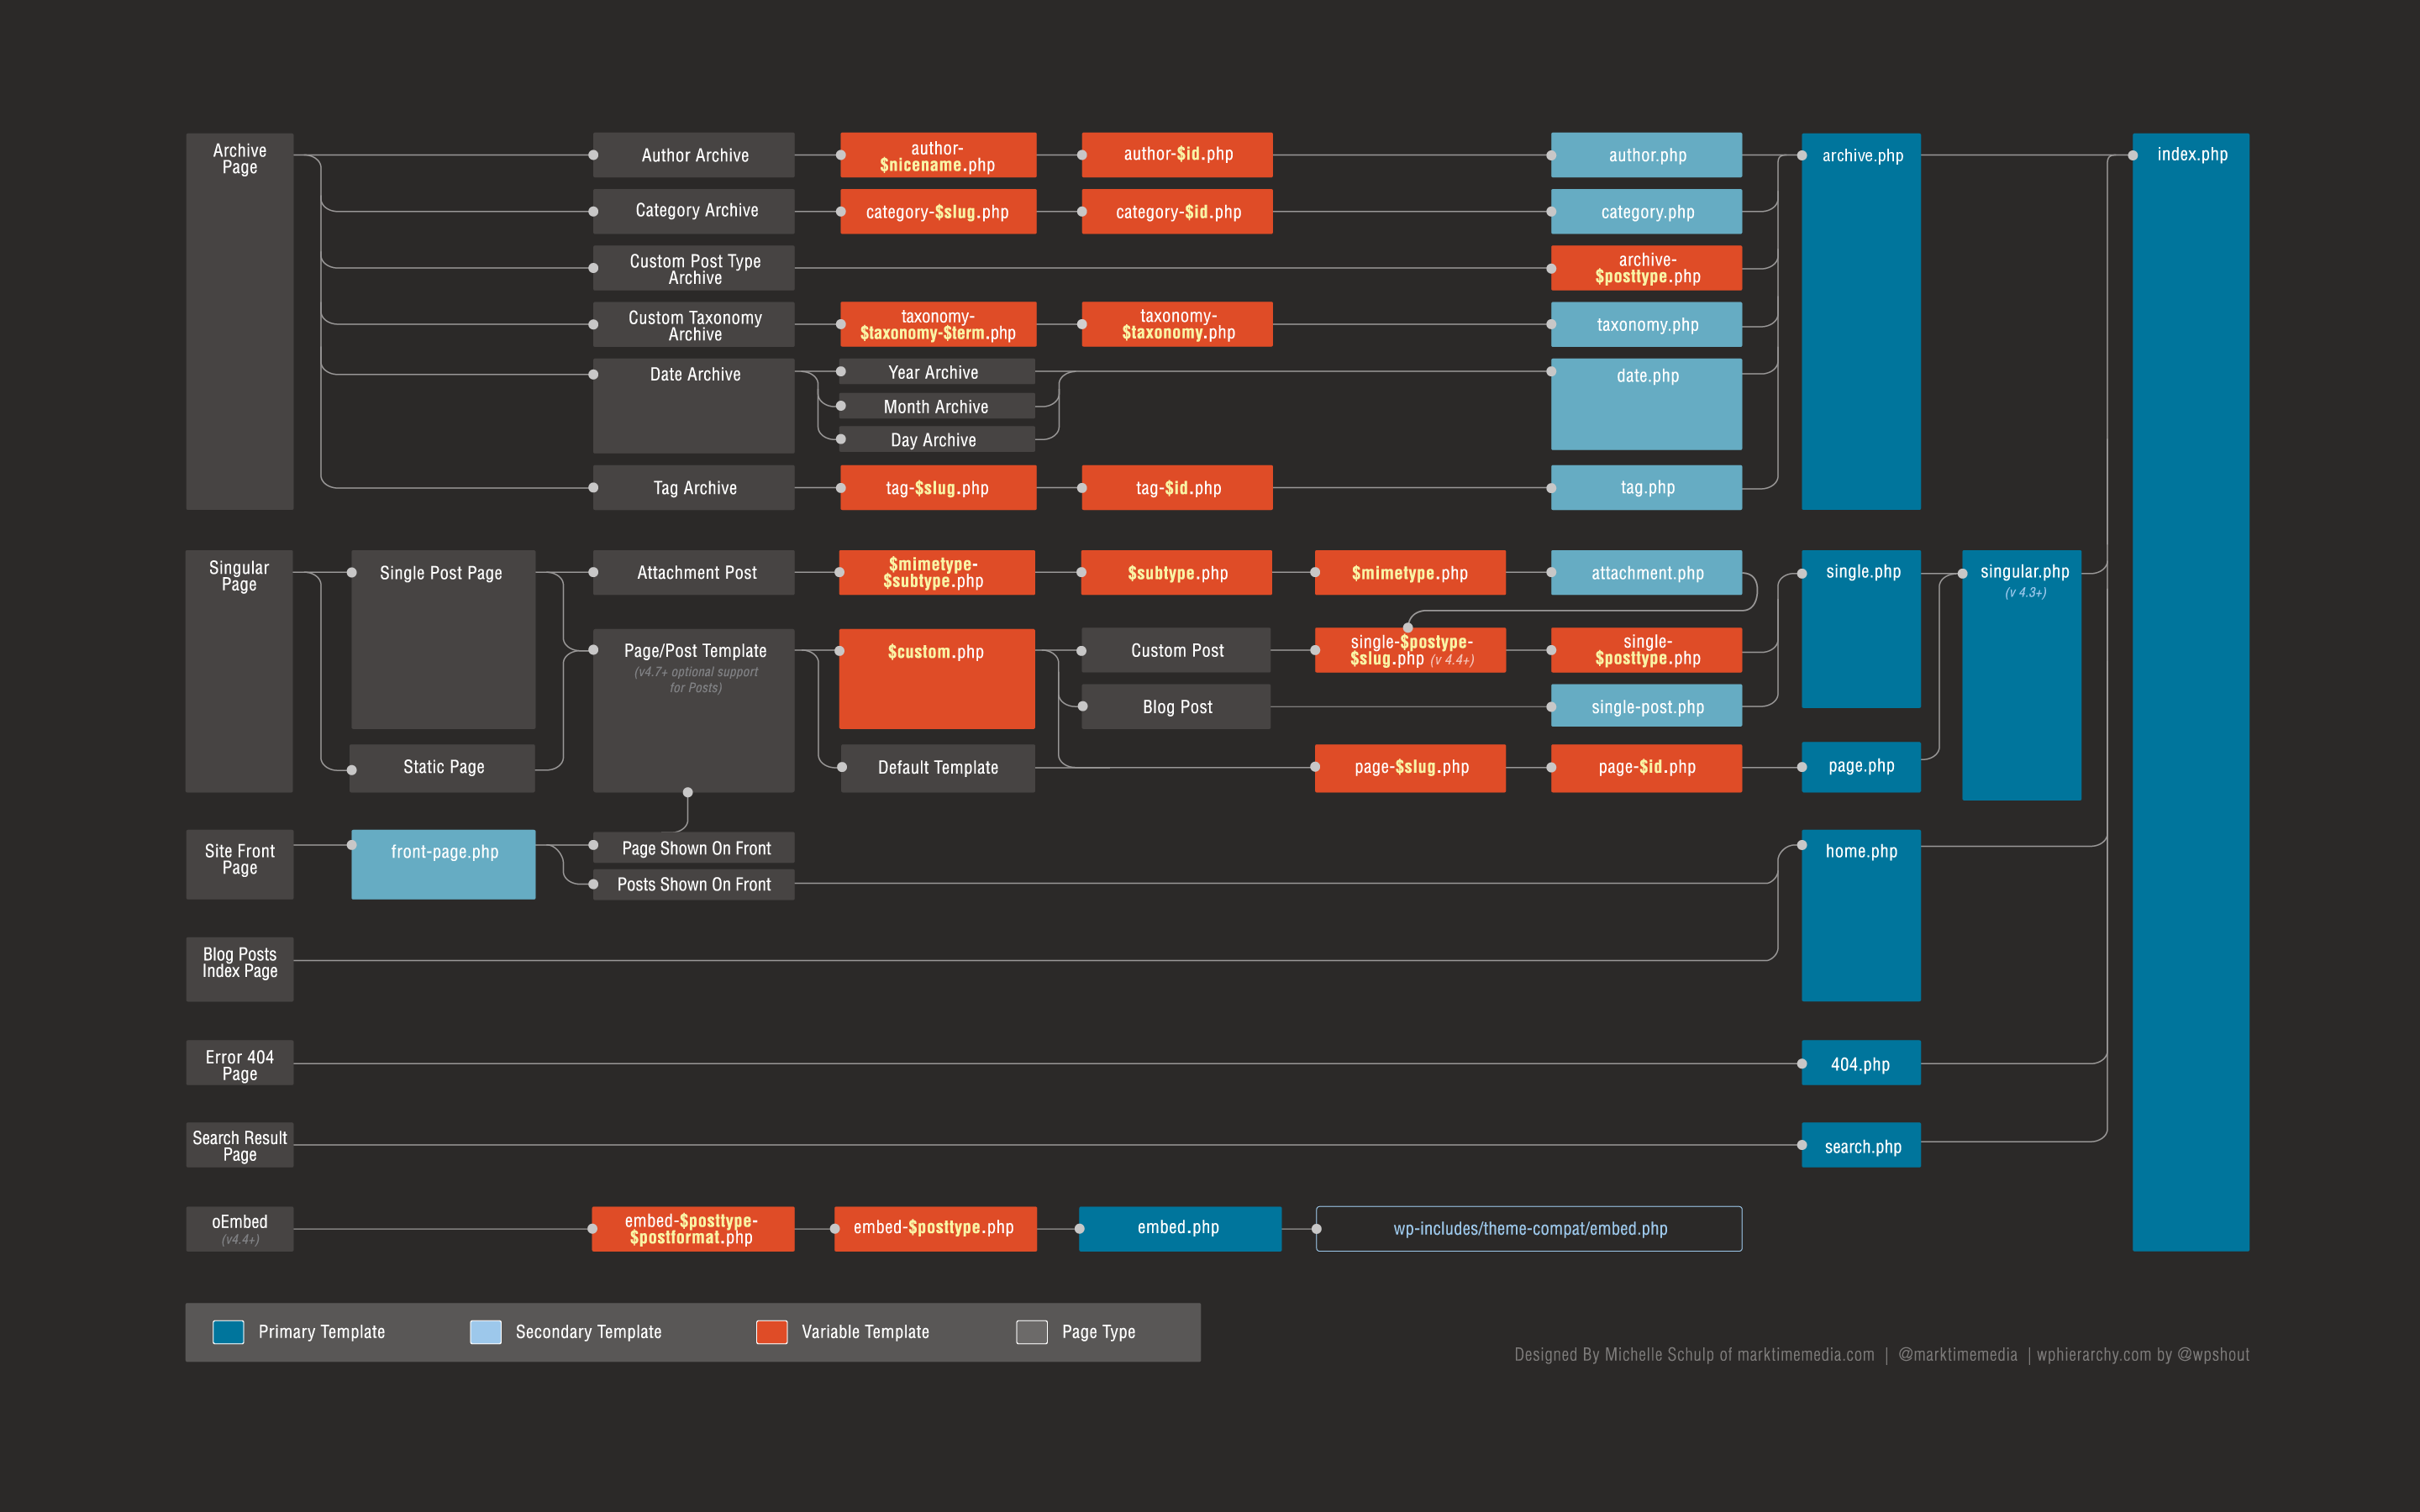 Archive
Page
Author Archive
author-
$nicename.php
author-$id.php
author.php
archive.php
index.php
Category Archive
category-$slug.php
category-$id.php
category.php
Custom Post Type
Archive
archive-
$posttype.php
Custom Taxonomy
Archive
taxonomy-
$taxonomy-$term.php
taxonomy-
$taxonomy.php
taxonomy.php
Date Archive
Year Archive
Month Archive
Day Archive
date.php
Tag Archive
tag-$slug.php
tag-$id.php
tag.php
Singular
Page
Single Post Page
Attachment Post
$mimetype-
$subtype.php
$subtype.php
$mimetype.php
attachment.php
single.php
singular.php
(v 4.3+)
Page/Post Template
(v4.7+ optional support
for Posts)
$custom.php
Custom Post
single-$postype-
$slug.php (v 4.4+)
single-
$posttype.php
Blog Post
single-post.php
Static Page
Default Template
page-$slug.php
page-$id.php
page.php
Site Front
Page
front-page.php
Page Shown On Front
Posts Shown On Front
home.php
Blog Posts
Index Page
Error 404
Page
404.php
Search Result
Page
search.php
oEmbed
(v4.4+)
embed-$posttype-
$postformat.php
embed-$posttype.php
embed.php
wp-includes/theme-compat/embed.php
Primary Template
Secondary Template
Variable Template
Page Type
Designed By Michelle Schulp of marktimemedia.com | @marktimemedia | wphierarchy.com by @wpshout